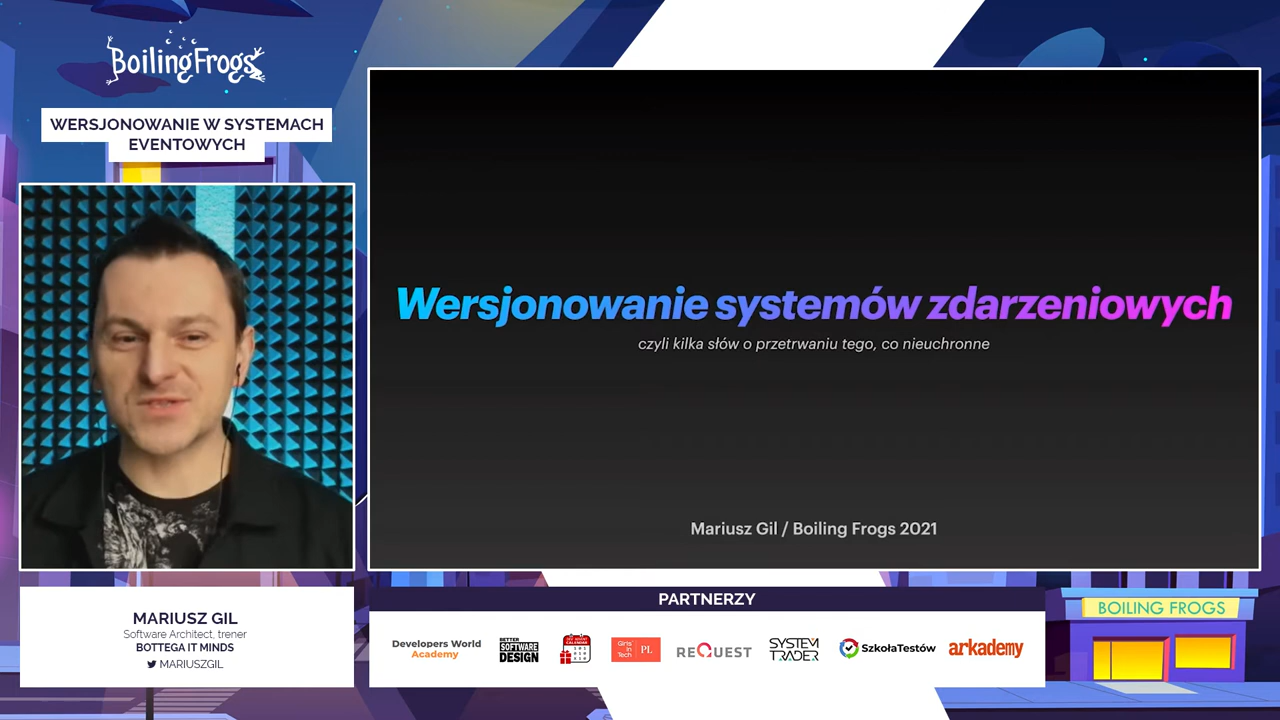 BoilingFrogs
WERSJONOWANIE W SYSTEMACH
EVENTOWYCH
Wersjonowanie systemów zdarzeniowych
czyli kilka słów o przetrwaniu tego, co nieuchronne
Mariusz Gil / Boiling Frogs 2021
MARIUSZ GIL
Software Architect, trener
BOTTEGA IT MINDS
MARIUSZGIL
PARTNERZY
Developers World
Academy
BETTER
SOFTWARE
DESIGN
Girls
in
Tech
PL
REQUEST
SYSTEM
TRADER
SzkołaTestów
arkademy
BOILING FROGS